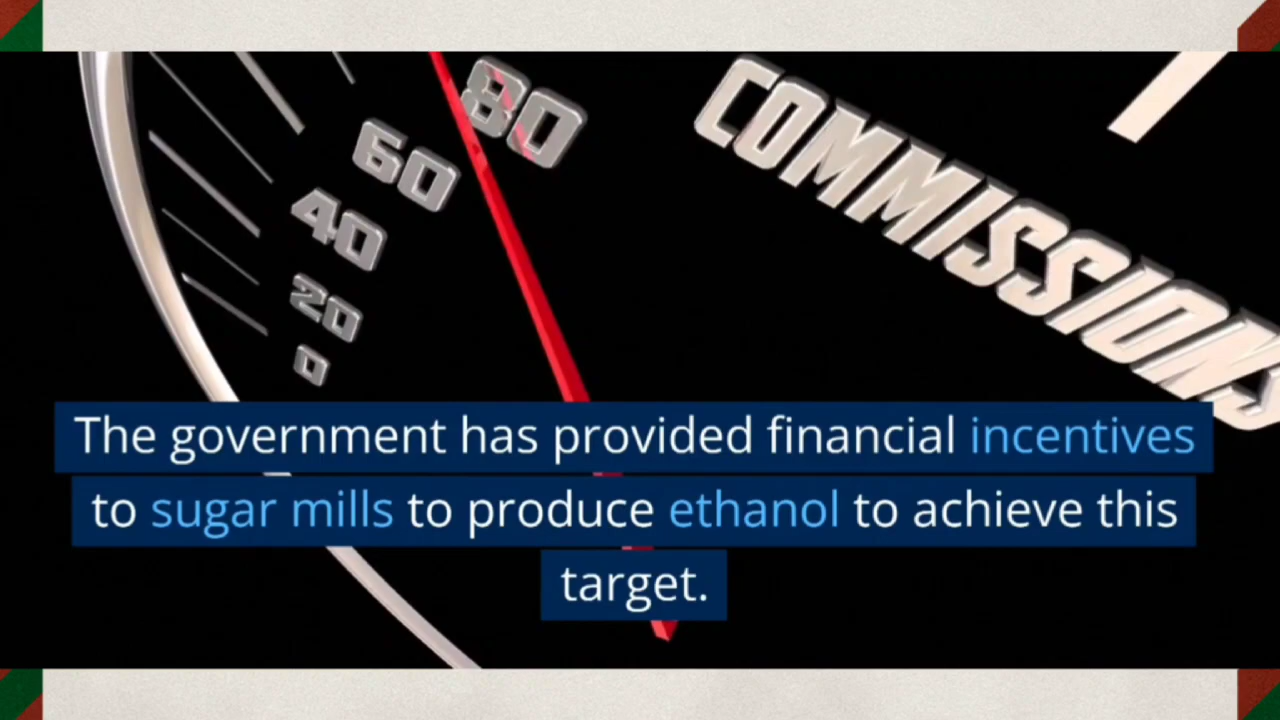 80
COMMISSIONS
60
40
20
0
The government has provided financial incentives
to sugar mills to produce ethanol to achieve this
target.